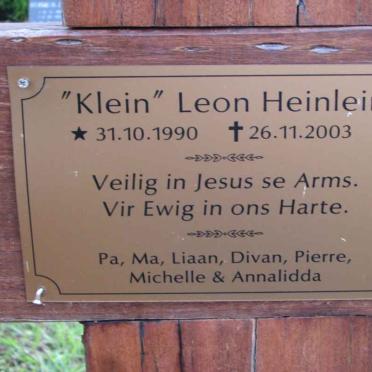 "Klein" Leon Heinlein
★ 31.10.1990 ✝ 26.11.2003
Veilig in Jesus se Arms.
Vir Ewig in ons Harte.
Pa, Ma, Liaan, Divan, Pierre,
Michelle & Annalidda